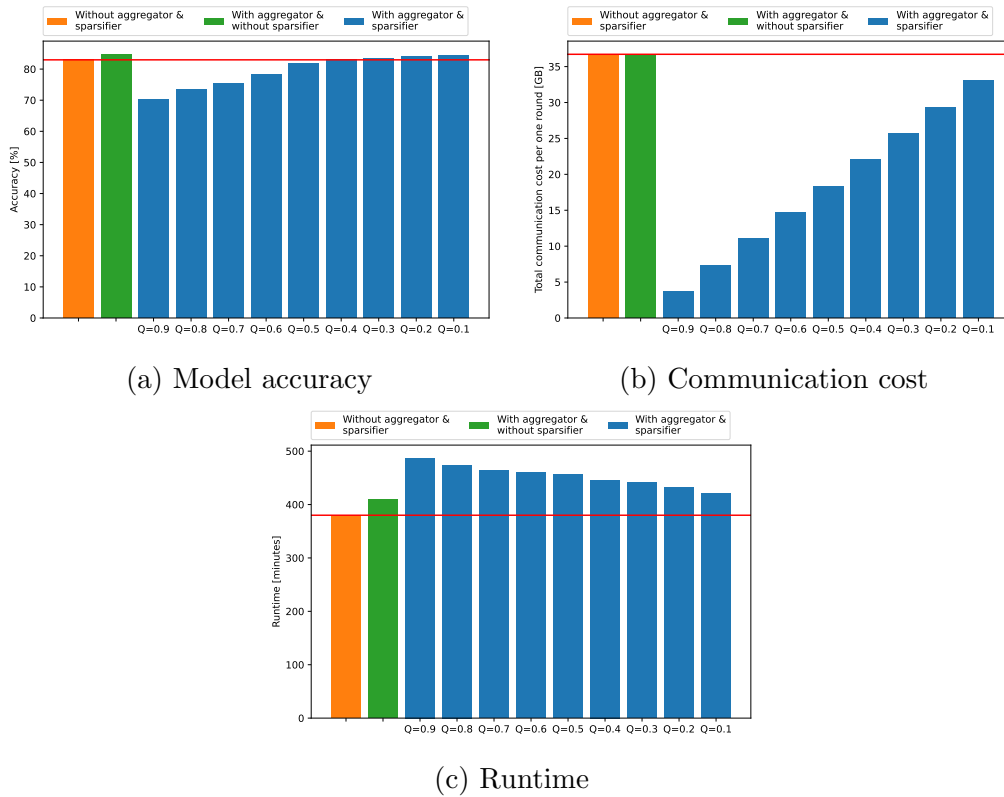 Without aggregator &
sparsifier
With aggregator &
without sparsifier
With aggregator &
sparsifier
Accuracy [%]
80
70
60
50
40
30
20
10
0
Q=0.9 Q=0.8 Q=0.7 Q=0.6 Q=0.5 Q=0.4 Q=0.3 Q=0.2 Q=0.1
(a) Model accuracy
Without aggregator &
sparsifier
With aggregator &
without sparsifier
With aggregator &
sparsifier
Total communication cost per one round [GB]
35
30
25
20
15
10
5
0
Q=0.9 Q=0.8 Q=0.7 Q=0.6 Q=0.5 Q=0.4 Q=0.3 Q=0.2 Q=0.1
(b) Communication cost
Without aggregator &
sparsifier
With aggregator &
without sparsifier
With aggregator &
sparsifier
Runtime [minutes]
500
400
300
200
100
0
Q=0.9 Q=0.8 Q=0.7 Q=0.6 Q=0.5 Q=0.4 Q=0.3 Q=0.2 Q=0.1
(c) Runtime